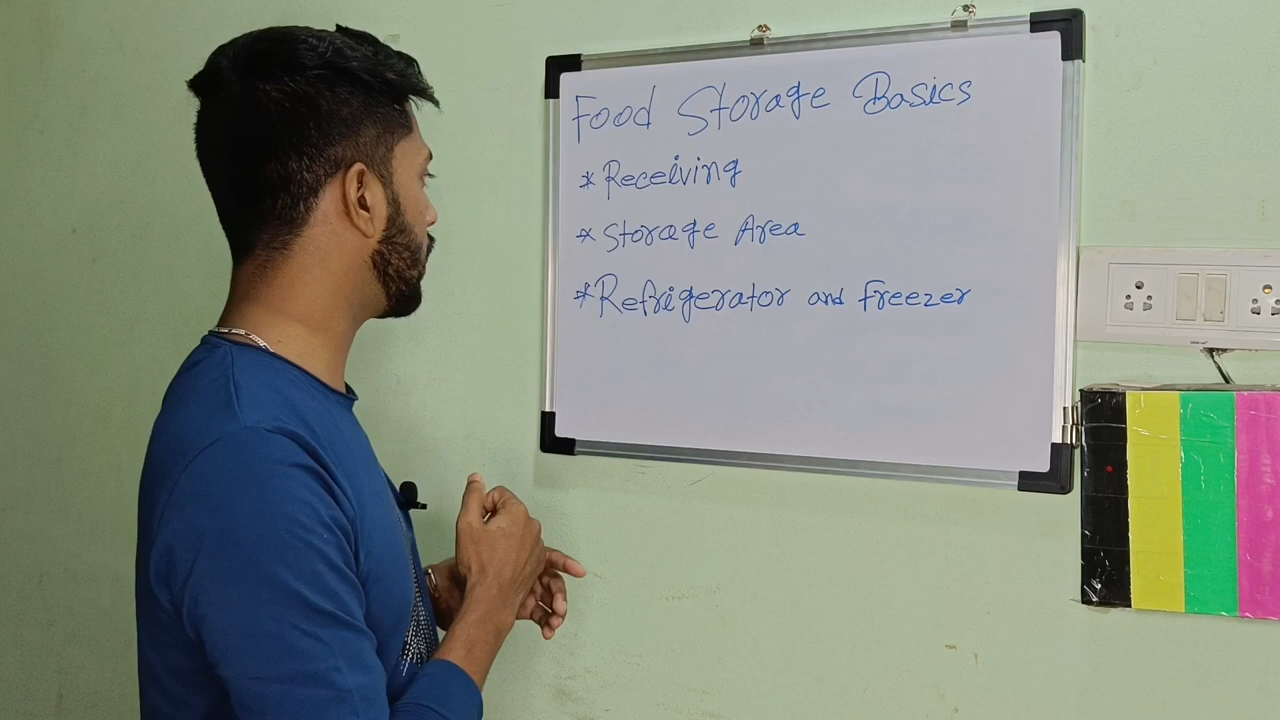 Food Storage Basics
* Receiving
* Storage Area
* Refrigerator and freezer